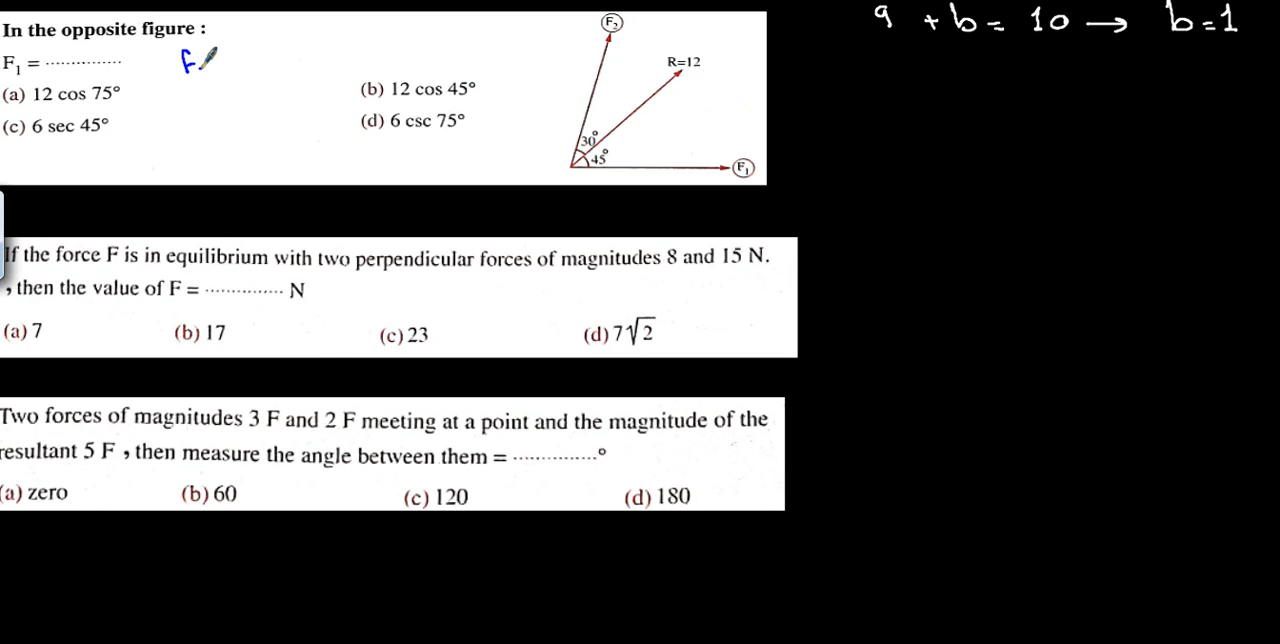 In the opposite figure :
F₁ = ...............
F
(a) 12 cos 75°
(b) 12 cos 45°
(c) 6 sec 45°
(d) 6 csc 75°
F₂
R=12
30°
45°
F₁
9 + b = 10 → b=1
If the force F is in equilibrium with two perpendicular forces of magnitudes 8 and 15 N.
, then the value of F = ............... N
(a) 7 (b) 17 (c) 23 (d) 7√2
Two forces of magnitudes 3 F and 2 F meeting at a point and the magnitude of the
resultant 5 F , then measure the angle between them = ...............°
(a) zero (b) 60 (c) 120 (d) 180